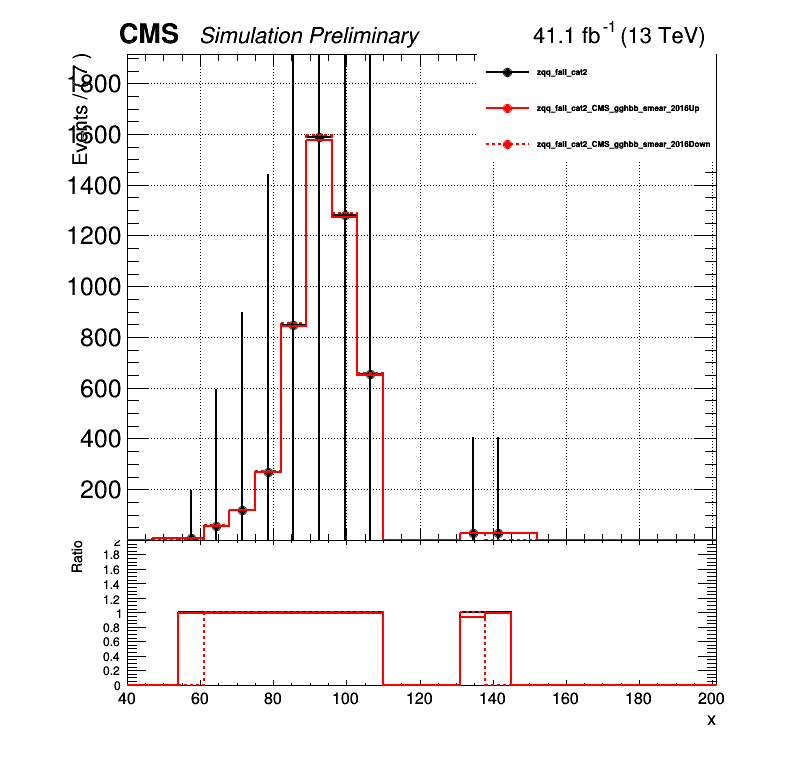 CMS Simulation Preliminary 41.1 fb-1 (13 TeV)
Events / 7.7 )
1800
1600
1400
1200
1000
800
600
400
200
zqq_fail_cat2
zqq_fail_cat2_CMS_gghbb_smear_2016Up
zqq_fail_cat2_CMS_gghbb_smear_2016Down
Ratio
2
1.8
1.6
1.4
1.2
1
0.8
0.6
0.4
0.2
0
40 60 80 100 120 140 160 180 200
x